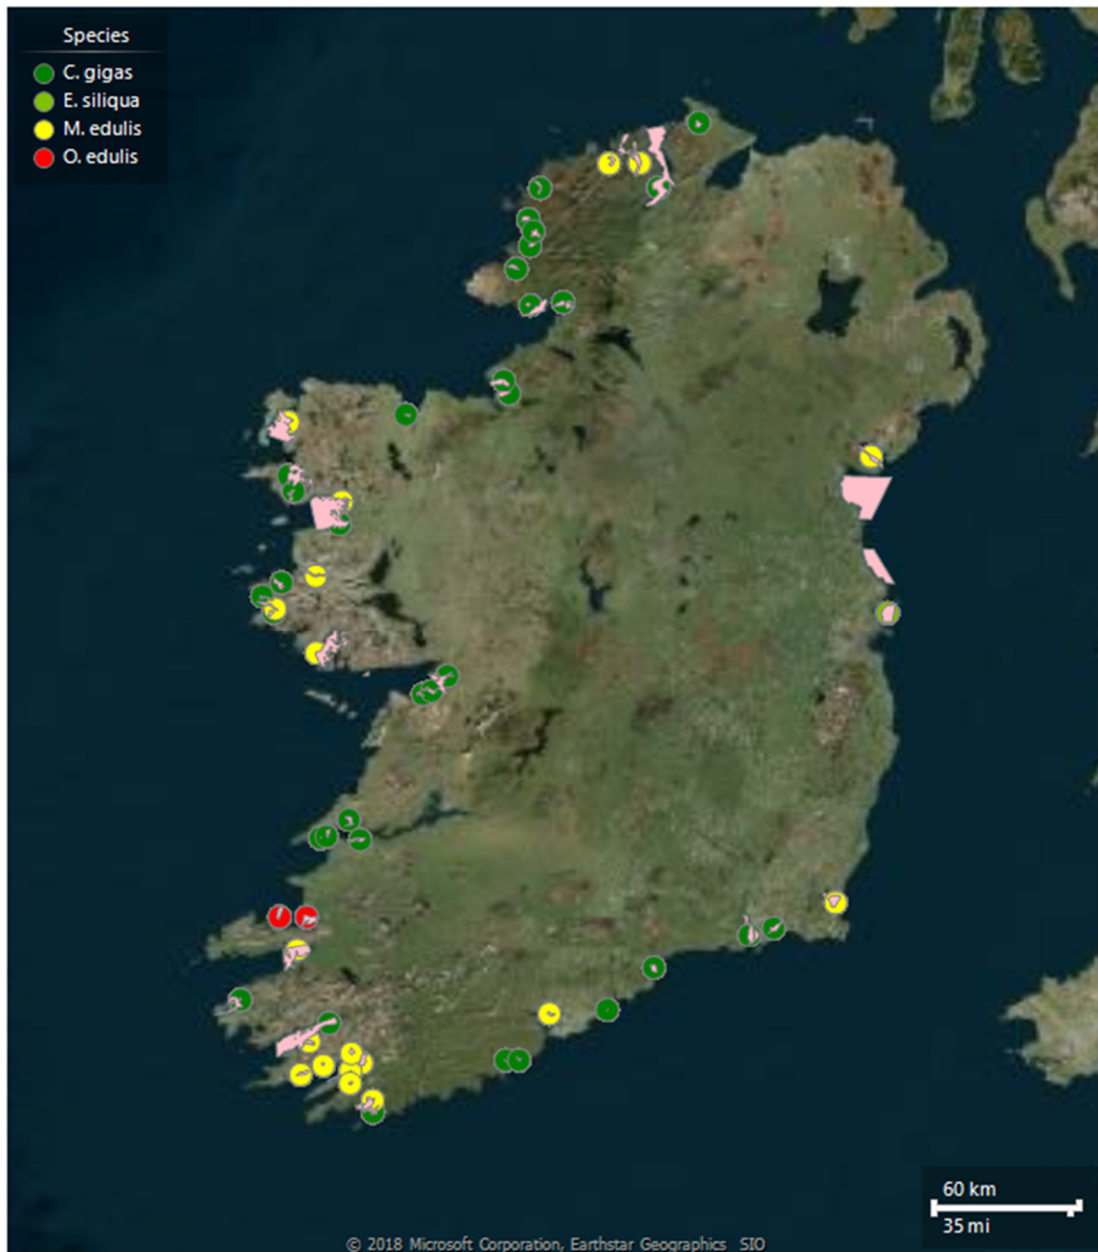 Species
C. gigas
E. siliqua
M. edulis
O. edulis
60 km
35 mi
© 2018 Microsoft Corporation, Earthstar Geographics SIO